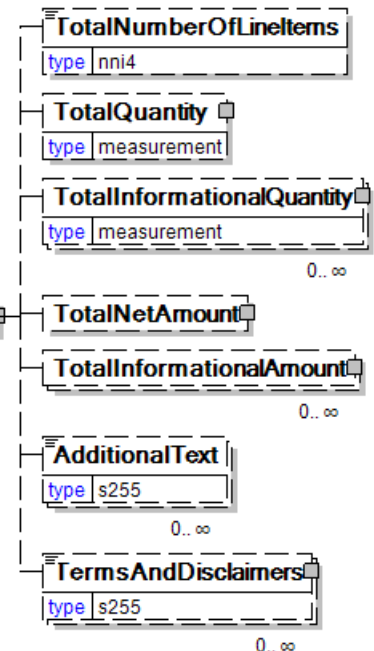 TotalNumberOfLineItems
type nni4
TotalQuantity
type measurement
TotalInformationalQuantity
type measurement
0.. ∞
TotalNetAmount
TotalInformationalAmount
0.. ∞
AdditionalText
type s255
0.. ∞
TermsAndDisclaimers
type s255
0.. ∞